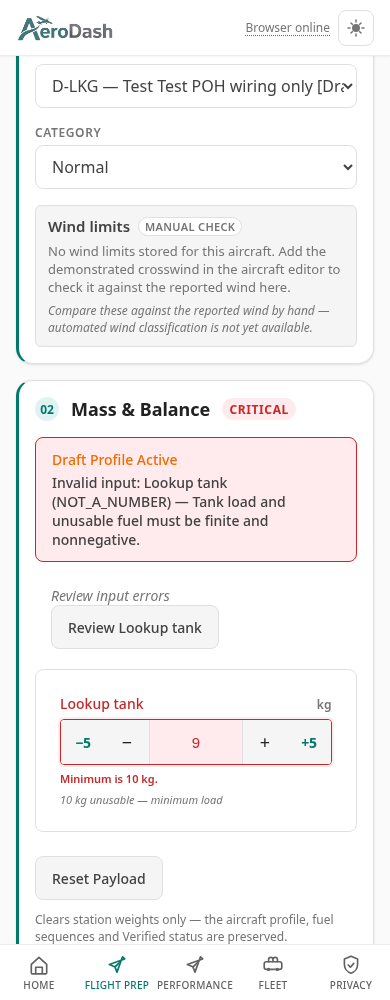 AeroDash
Browser online
D-LKG — Test Test POH wiring only [Dra
CATEGORY
Normal
Wind limits MANUAL CHECK
No wind limits stored for this aircraft. Add the
demonstrated crosswind in the aircraft editor to
check it against the reported wind here.
Compare these against the reported wind by hand —
automated wind classification is not yet available.
02 Mass & Balance CRITICAL
Draft Profile Active
Invalid input: Lookup tank
(NOT_A_NUMBER) — Tank load and
unusable fuel must be finite and
nonnegative.
Review Input errors
Review Lookup tank
Lookup tank kg
−5 − 9 + +5
Minimum is 10 kg.
10 kg unusable — minimum load
Reset Payload
Clears station weights only — the aircraft profile, fuel
sequences and Verified status are preserved.
HOME FLIGHT PREP PERFORMANCE FLEET PRIVACY